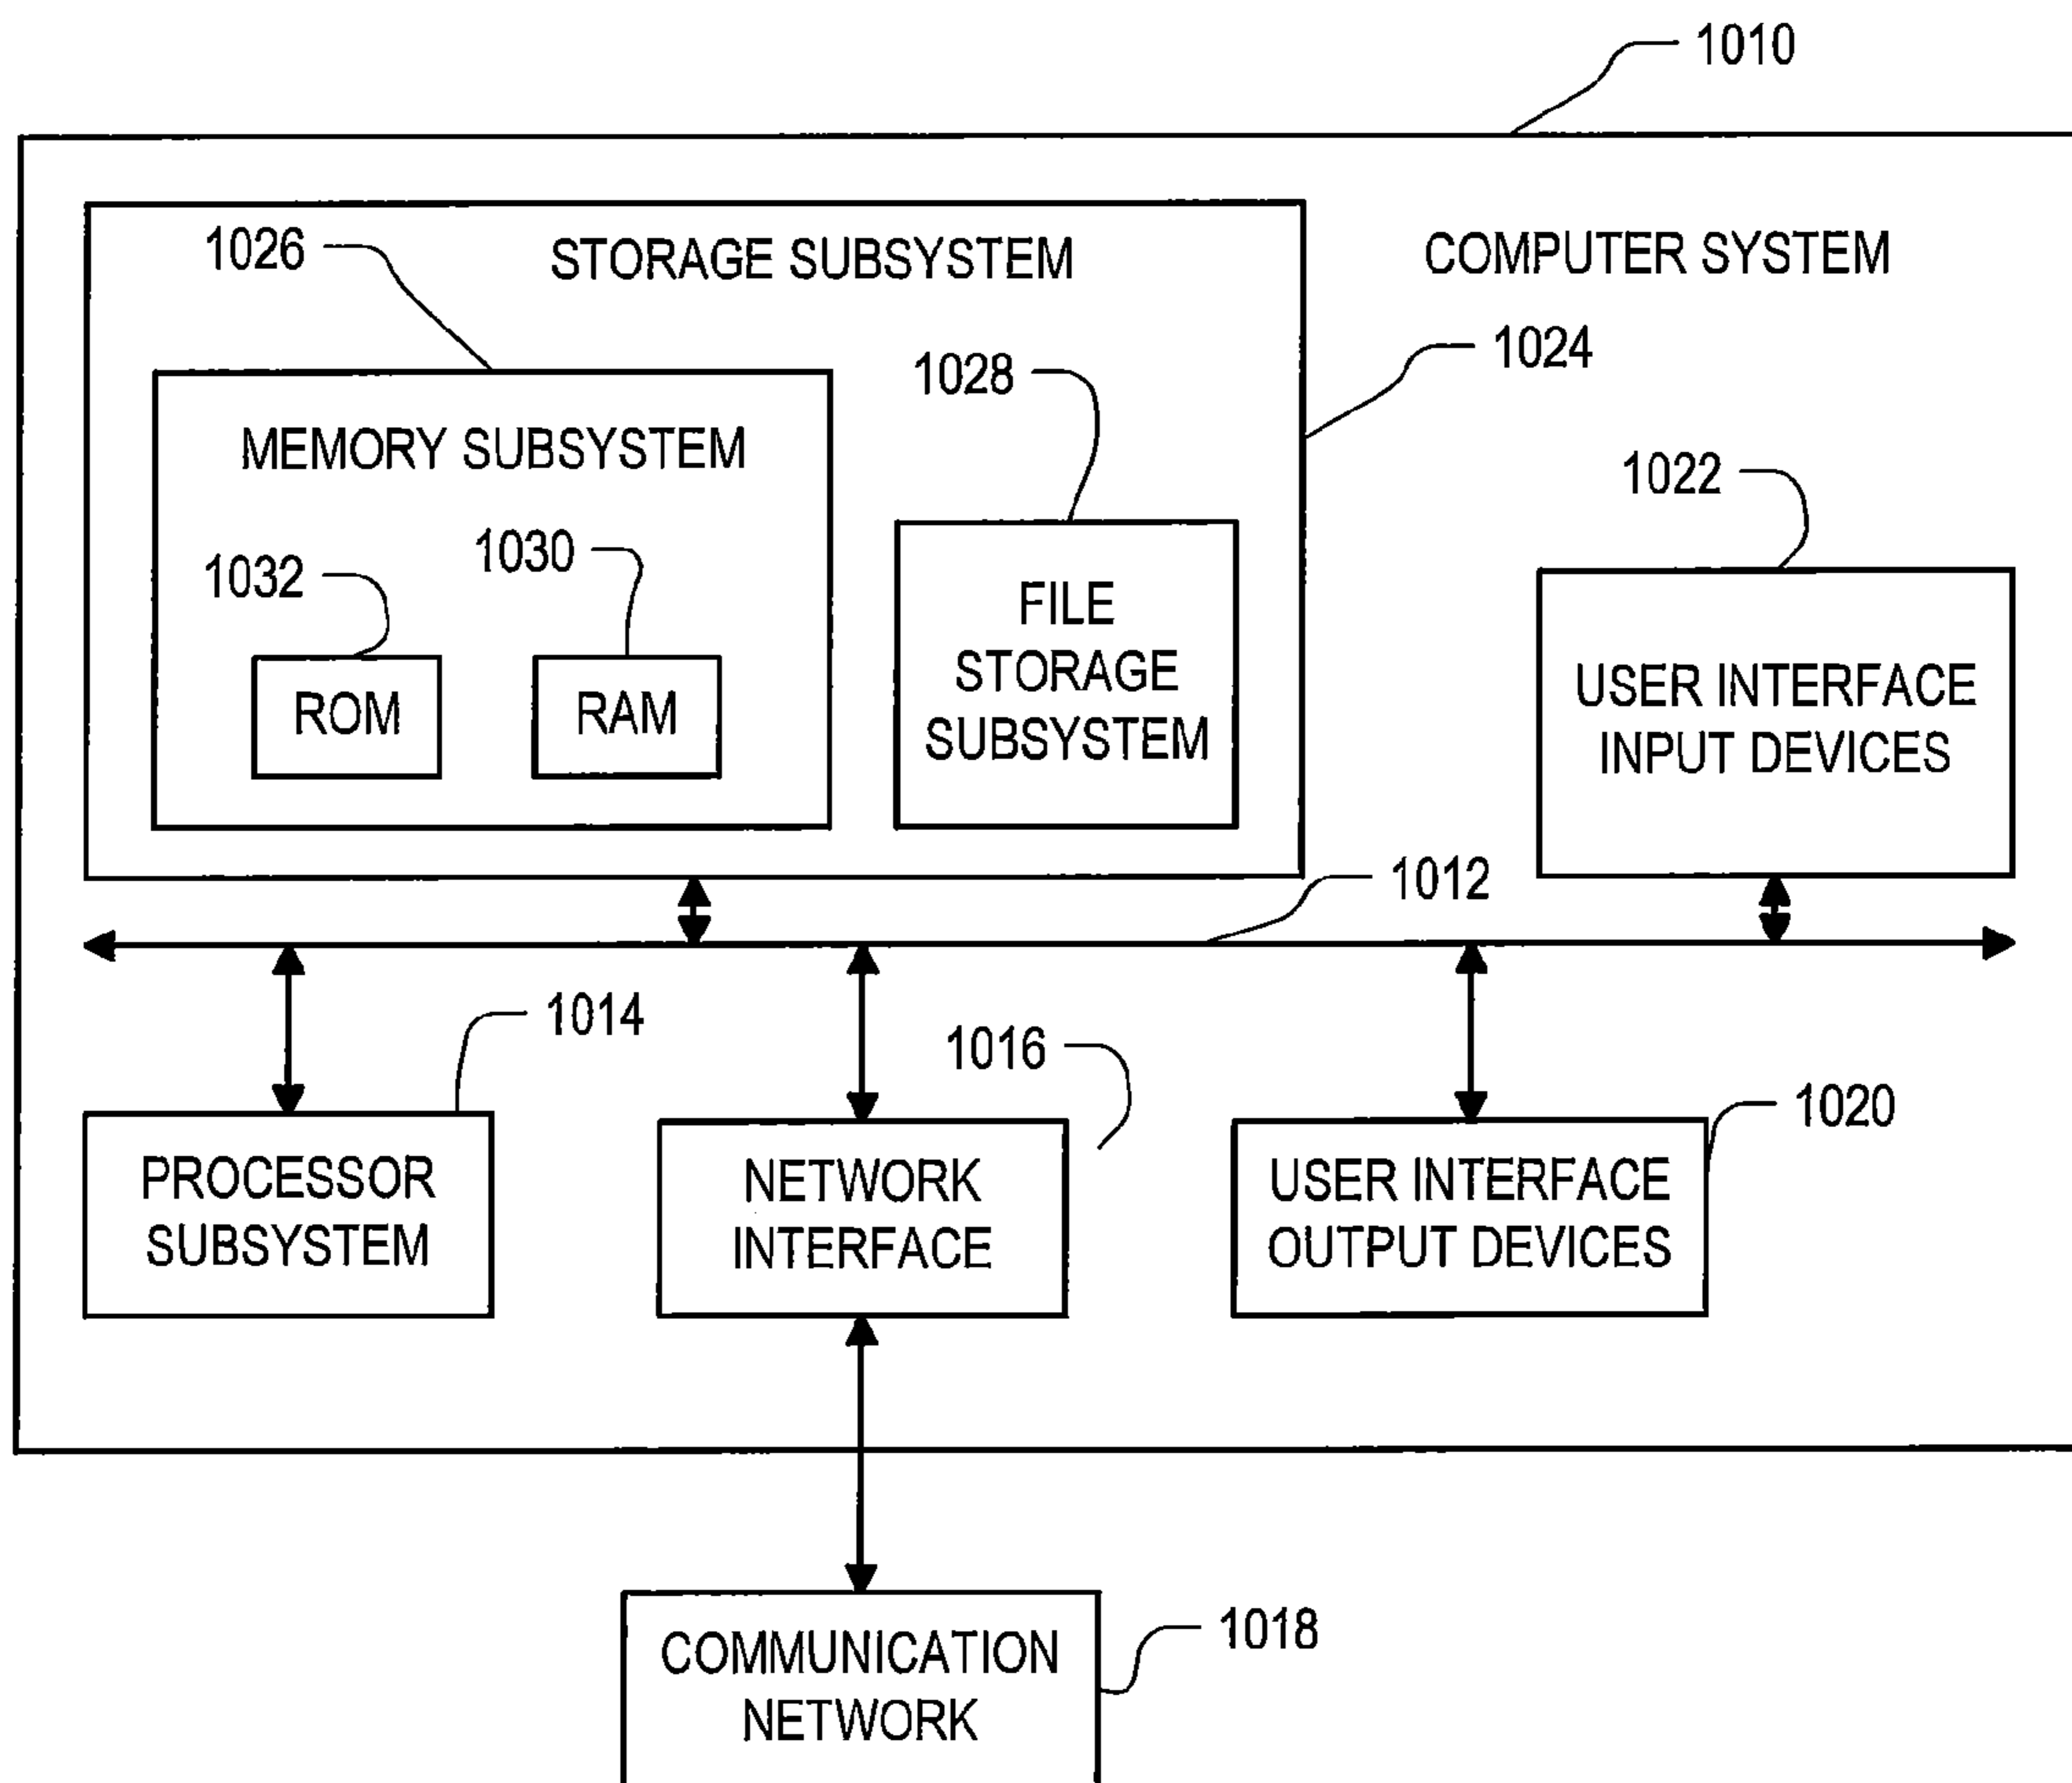 1010
1026
STORAGE SUBSYSTEM
COMPUTER SYSTEM
1024
1028
MEMORY SUBSYSTEM
1022
1032
1030
ROM
RAM
FILE
STORAGE
SUBSYSTEM
USER INTERFACE
INPUT DEVICES
1012
1014
1016
1020
PROCESSOR
SUBSYSTEM
NETWORK
INTERFACE
USER INTERFACE
OUTPUT DEVICES
COMMUNICATION
NETWORK
1018